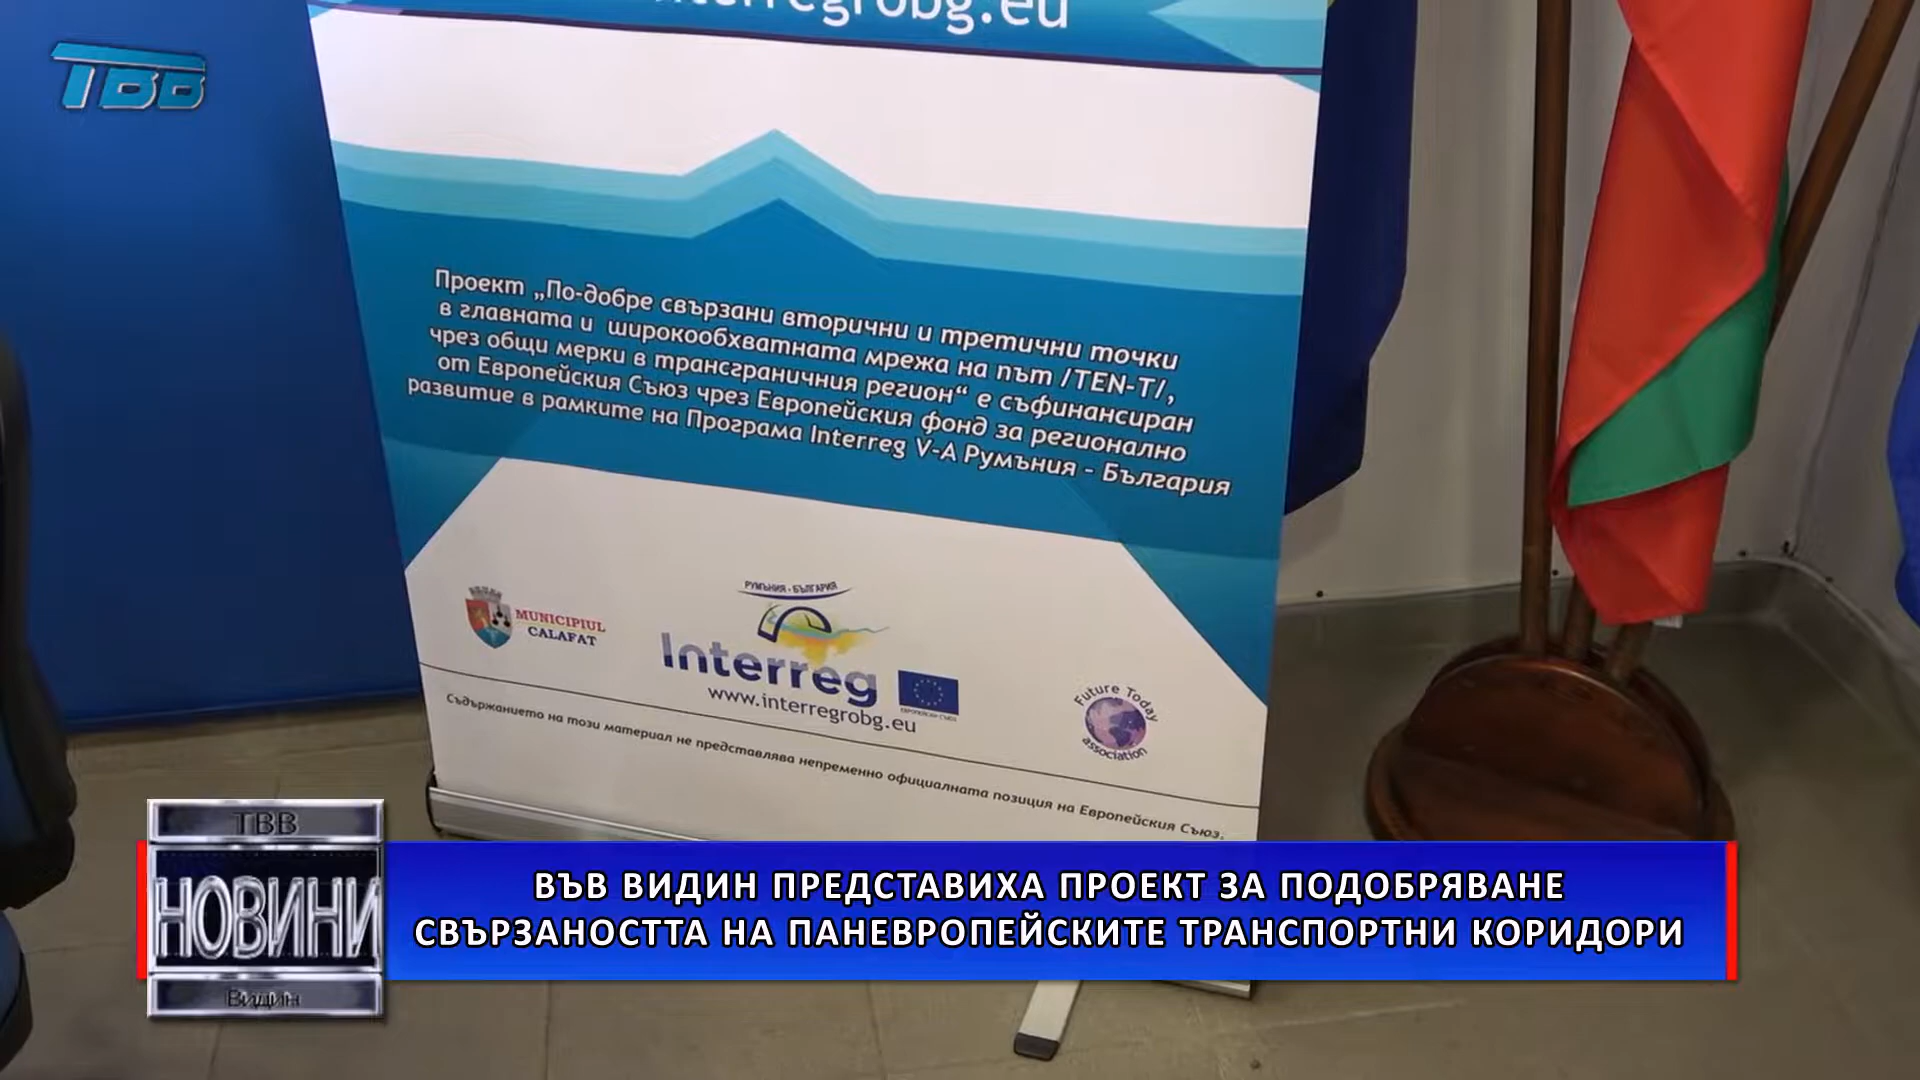 interregrobg.eu
ТВВ
Проект „По-добре свързани вторични и третични точки
в главната и широкообхватната мрежа на път /TEN-T/,
чрез общи мерки в трансграничния регион“ е съфинансиран
от Европейския Съюз чрез Европейския фонд за регионално
развитие в рамките на Програма Interreg V-A Румъния - България
MUNICIPIUL
CALAFAT
РУМЪНИЯ - БЪЛГАРИЯ
Interreg
www.interregrobg.eu
ЕВРОПЕЙСКИ СЪЮЗ
Future Today
association
Съдържанието на този материал не представлява непременно официалната позиция на Европейския Съюз.
ТВВ
НОВИНИ
Видин
ВЪВ ВИДИН ПРЕДСТАВИХА ПРОЕКТ ЗА ПОДОБРЯВАНЕ
СВЪРЗАНОСТТА НА ПАНЕВРОПЕЙСКИТЕ ТРАНСПОРТНИ КОРИДОРИ